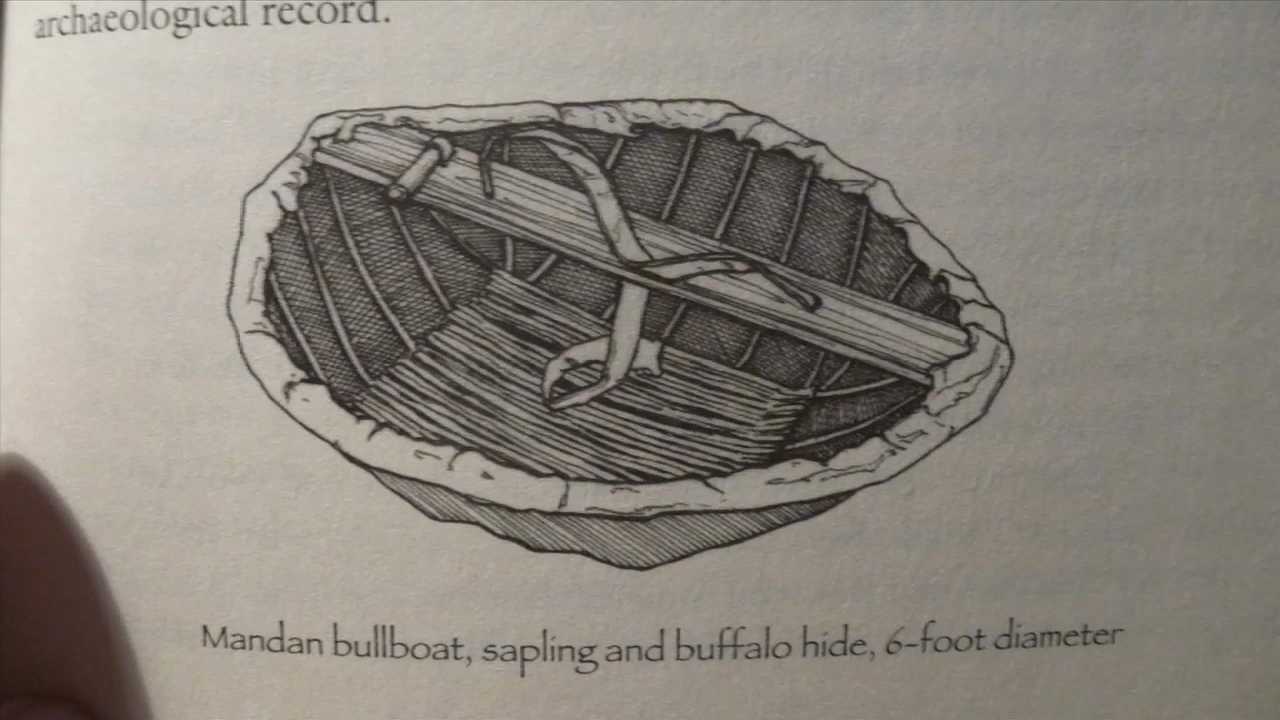 archaeological record.
Mandan bullboat, sapling and buffalo hide, 6-foot diameter